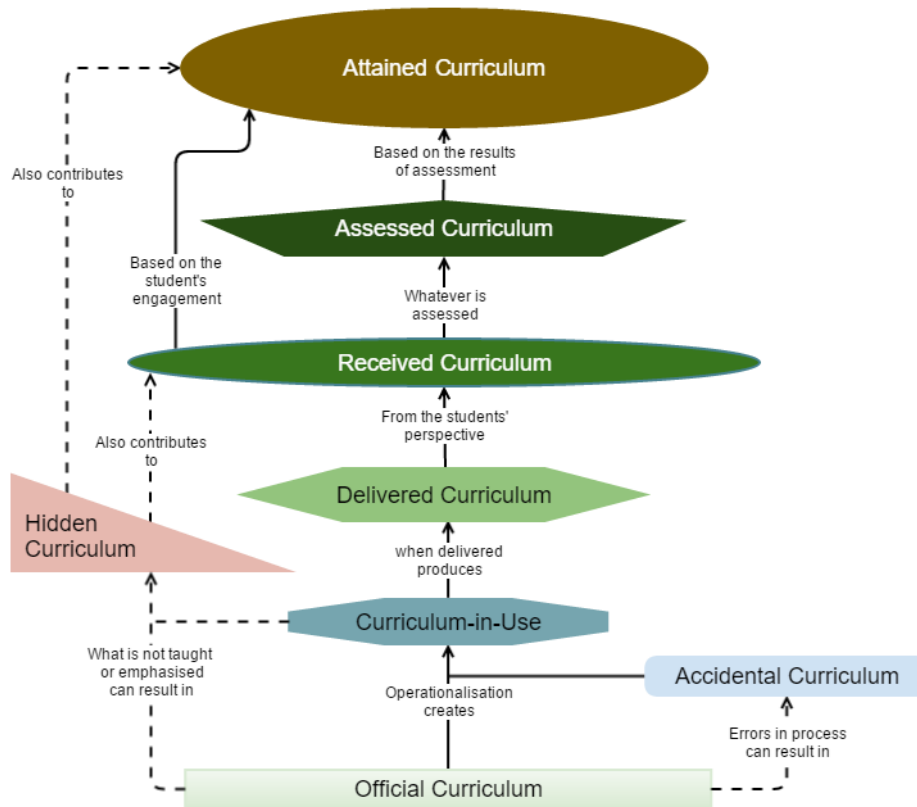 Attained Curriculum
Also contributes
to
Based on the results
of assessment
Assessed Curriculum
Based on the
student's
engagement
Whatever is
assessed
Received Curriculum
From the students'
perspective
Also contributes
to
Delivered Curriculum
Hidden
Curriculum
when delivered
produces
Curriculum-in-Use
What is not taught
or emphasised
can result in
Operationalisation
creates
Accidental Curriculum
Errors in process
can result in
Official Curriculum